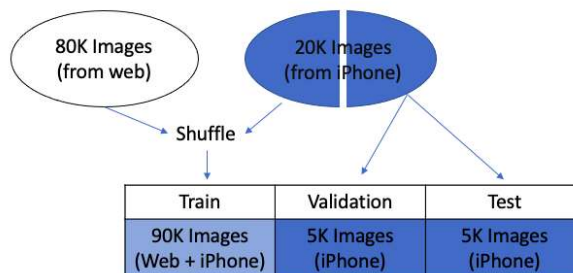 80K Images
(from web)
20K Images
(from iPhone)
Shuffle
Train
Validation
Test
90K Images
(Web + iPhone)
5K Images
(iPhone)
5K Images
(iPhone)